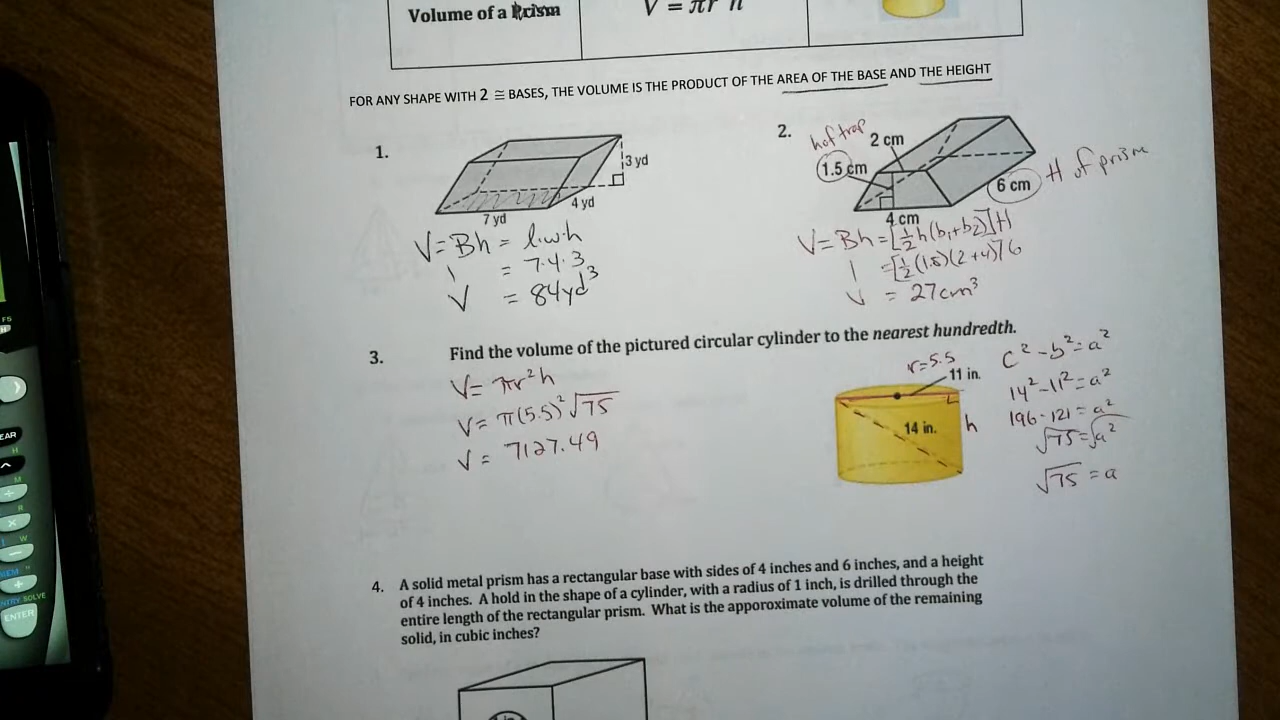 Volume of a Prism
V = πr²h
FOR ANY SHAPE WITH 2 ≅ BASES, THE VOLUME IS THE PRODUCT OF THE AREA OF THE BASE AND THE HEIGHT
1.
3 yd
4 yd
7 yd
V=Bh = l·w·h
= 7·4·3
V = 84yd³
2.
h of trap
2 cm
1.5 cm
6 cm
H of prism
4 cm
V=Bh=[½h(b₁+b₂)]H
=[½(1.5)(2+4)]6
V = 27cm³
3.
Find the volume of the pictured circular cylinder to the nearest hundredth.
V= πr²h
V= π(5.5)²√75
V= 7127.49
r=5.5
11 in.
14 in.
h
c²-b²=a²
14²-11²=a²
196-121=a²
√75=√a²
√75=a
4.
A solid metal prism has a rectangular base with sides of 4 inches and 6 inches, and a height
of 4 inches. A hold in the shape of a cylinder, with a radius of 1 inch, is drilled through the
entire length of the rectangular prism. What is the apporoximate volume of the remaining
solid, in cubic inches?
F5
ENTRY SOLVE
ENTER